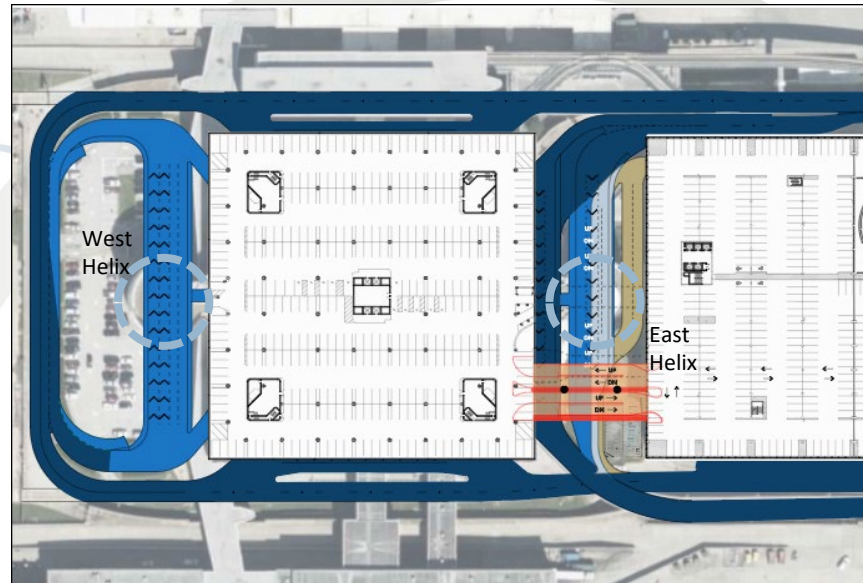 West
Helix
East
Helix
← UP
← DN
UP →
DN →